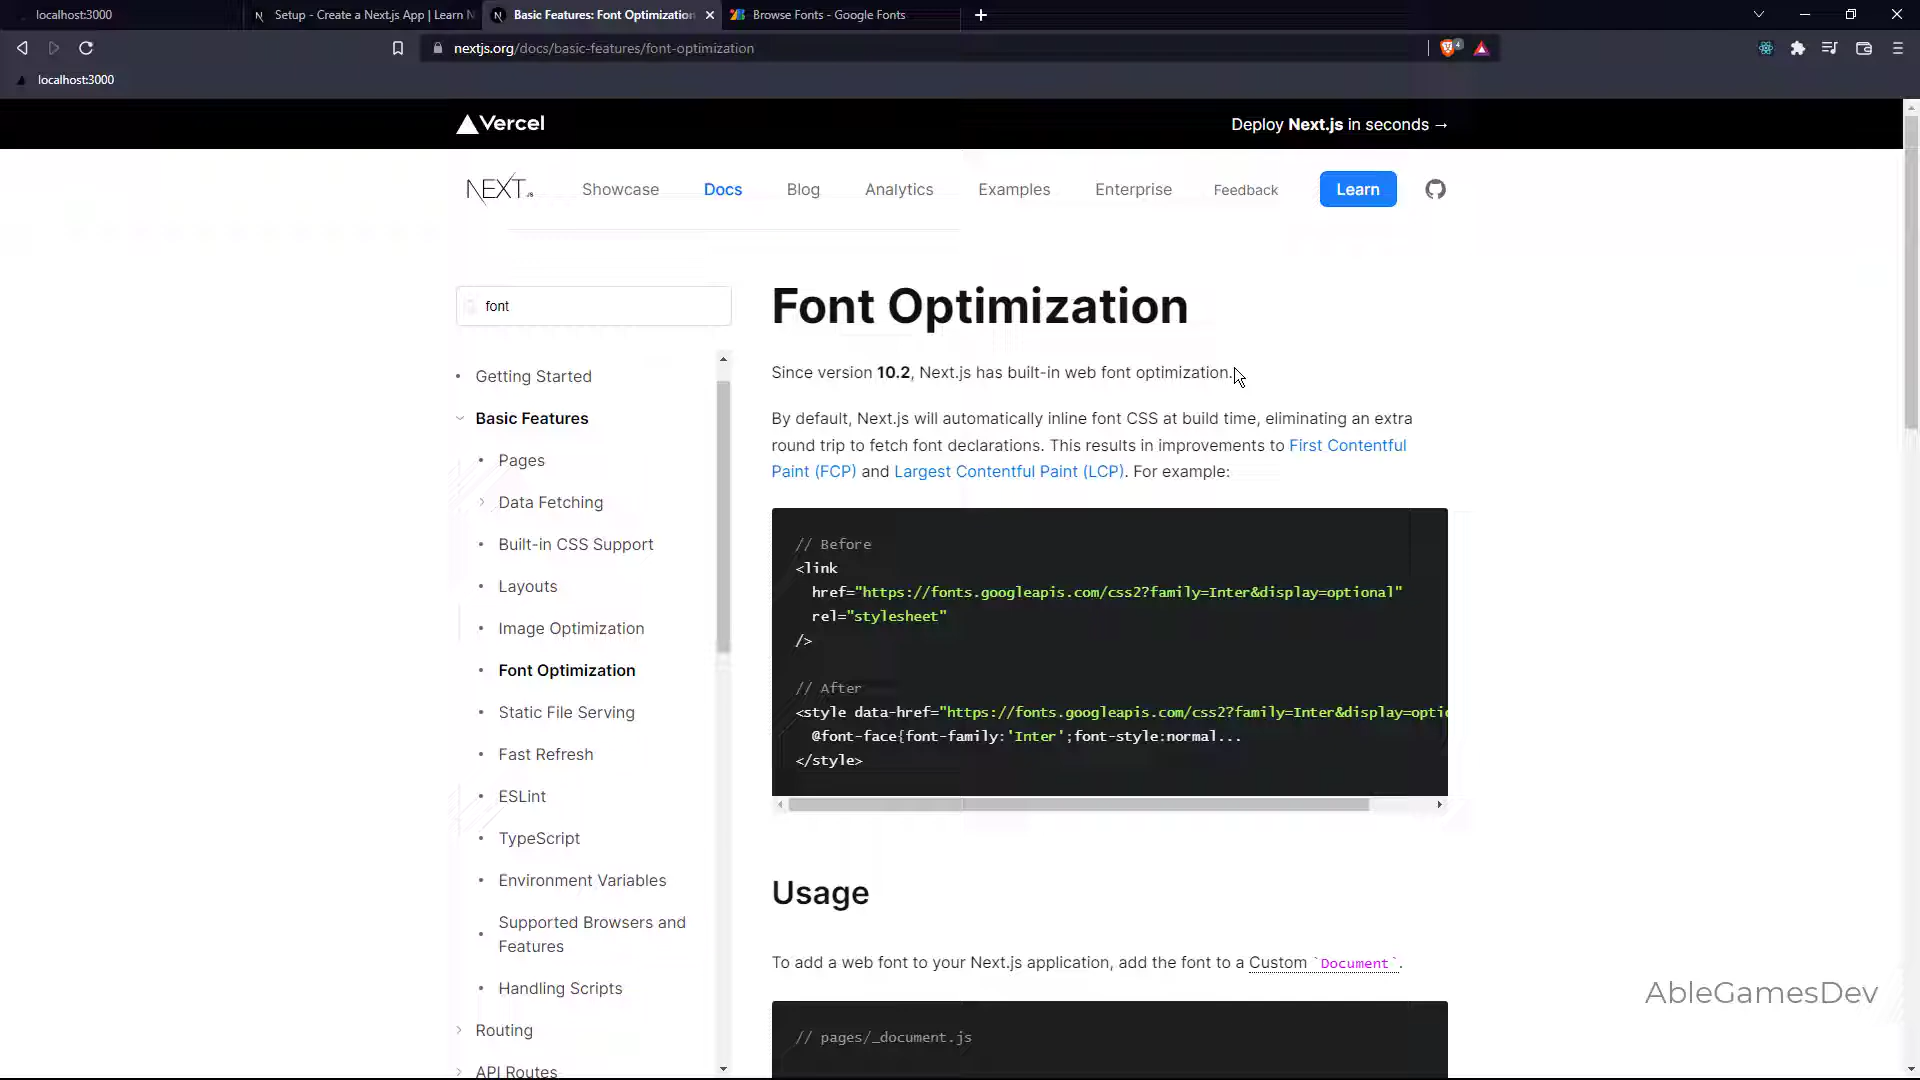 localhost:3000
Setup - Create a Next.js App | Learn N
Basic Features: Font Optimization
Browse Fonts - Google Fonts
nextjs.org/docs/basic-features/font-optimization
4
localhost:3000
Vercel
Deploy Next.js in seconds →
NEXT.js
Showcase
Docs
Blog
Analytics
Examples
Enterprise
Feedback
Learn
font
Getting Started
Basic Features
Pages
Data Fetching
Built-in CSS Support
Layouts
Image Optimization
Font Optimization
Static File Serving
Fast Refresh
ESLint
TypeScript
Environment Variables
Supported Browsers and
Features
Handling Scripts
Routing
API Routes
Font Optimization
Since version 10.2, Next.js has built-in web font optimization.
By default, Next.js will automatically inline font CSS at build time, eliminating an extra
round trip to fetch font declarations. This results in improvements to First Contentful
Paint (FCP) and Largest Contentful Paint (LCP). For example:
// Before
<link
href="https://fonts.googleapis.com/css2?family=Inter&display=optional"
rel="stylesheet"
/>
// After
<style data-href="https://fonts.googleapis.com/css2?family=Inter&display=optio
@font-face{font-family:'Inter';font-style:normal...
</style>
Usage
To add a web font to your Next.js application, add the font to a Custom `Document`.
// pages/_document.js
AbleGamesDev